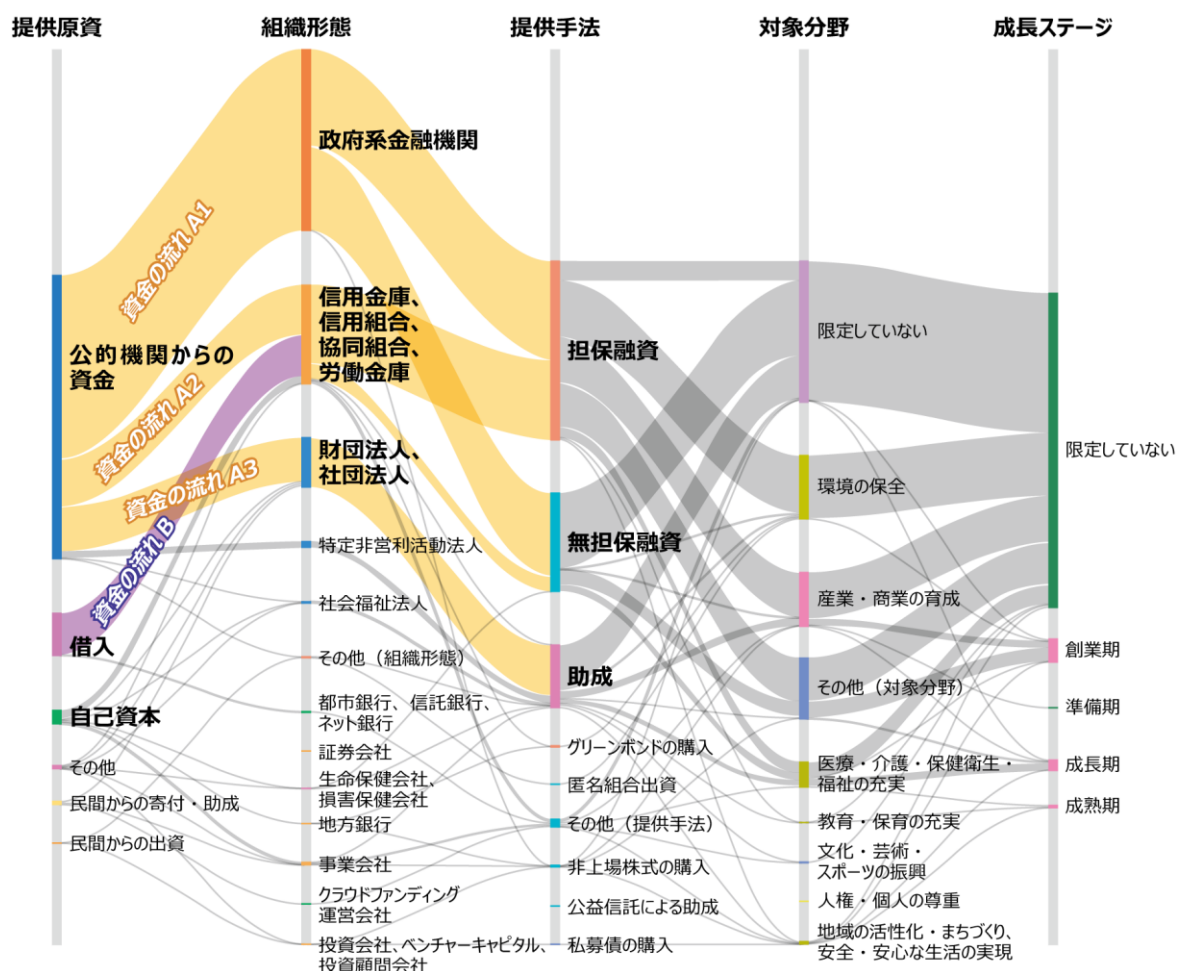 提供原資
組織形態
提供手法
対象分野
成長ステージ
資金の流れ A1
資金の流れ A2
資金の流れ A3
資金の流れ B
公的機関からの
資金
借入
自己資本
その他
民間からの寄付・助成
民間からの出資
政府系金融機関
信用金庫、
信用組合、
協同組合、
労働金庫
財団法人、
社団法人
特定非営利活動法人
社会福祉法人
その他（組織形態）
都市銀行、信託銀行、
ネット銀行
証券会社
生命保健会社、
損害保健会社
地方銀行
事業会社
クラウドファンディング
運営会社
投資会社、ベンチャーキャピタル、
投資顧問会社
担保融資
無担保融資
助成
グリーンボンドの購入
匿名組合出資
その他（提供手法）
非上場株式の購入
公益信託による助成
私募債の購入
限定していない
環境の保全
産業・商業の育成
その他（対象分野）
医療・介護・保健衛生・
福祉の充実
教育・保育の充実
文化・芸術・
スポーツの振興
人権・個人の尊重
地域の活性化・まちづくり、
安全・安心な生活の実現
限定していない
創業期
準備期
成長期
成熟期